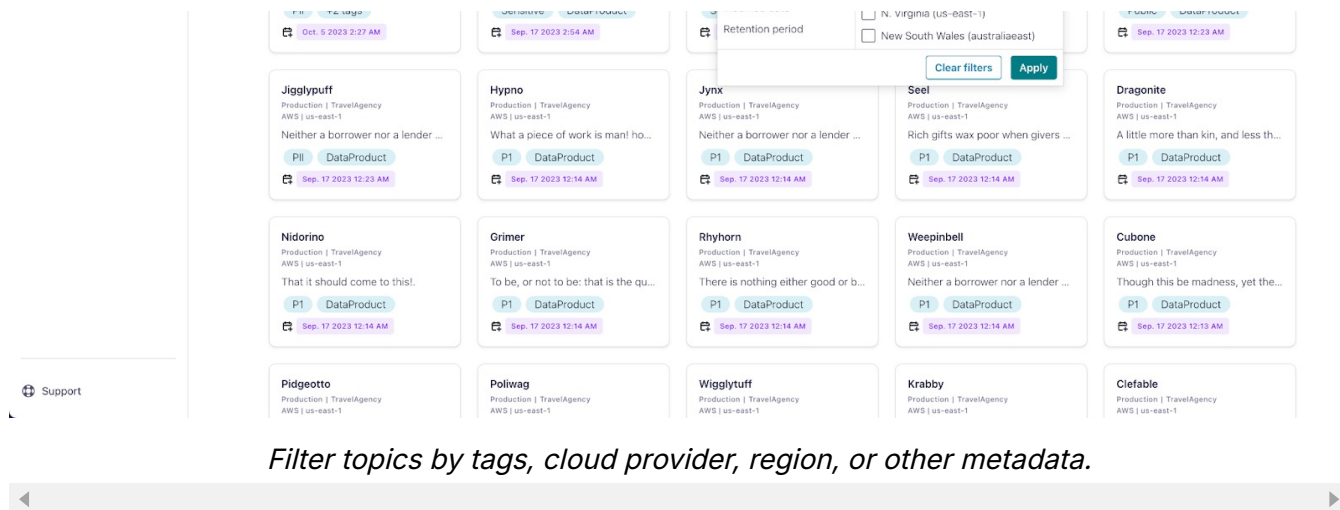 PII +2 tags
Sensitive DataProduct
N. Virginia (us-east-1)
Public DataProduct
Oct. 5 2023 2:27 AM
Sep. 17 2023 2:54 AM
Retention period
New South Wales (australiaeast)
Sep. 17 2023 12:23 AM
Clear filters Apply
Jigglypuff
Production | TravelAgency
AWS | us-east-1
Neither a borrower nor a lender ...
PII DataProduct
Sep. 17 2023 12:23 AM
Hypno
Production | TravelAgency
AWS | us-east-1
What a piece of work is man! ho...
P1 DataProduct
Sep. 17 2023 12:14 AM
Jynx
Production | TravelAgency
AWS | us-east-1
Neither a borrower nor a lender ...
P1 DataProduct
Sep. 17 2023 12:14 AM
Seel
Production | TravelAgency
AWS | us-east-1
Rich gifts wax poor when givers ...
P1 DataProduct
Sep. 17 2023 12:14 AM
Dragonite
Production | TravelAgency
AWS | us-east-1
A little more than kin, and less th...
P1 DataProduct
Sep. 17 2023 12:14 AM
Nidorino
Production | TravelAgency
AWS | us-east-1
That it should come to this!.
P1 DataProduct
Sep. 17 2023 12:14 AM
Grimer
Production | TravelAgency
AWS | us-east-1
To be, or not to be: that is the qu...
P1 DataProduct
Sep. 17 2023 12:14 AM
Rhyhorn
Production | TravelAgency
AWS | us-east-1
There is nothing either good or b...
P1 DataProduct
Sep. 17 2023 12:14 AM
Weepinbell
Production | TravelAgency
AWS | us-east-1
Neither a borrower nor a lender ...
P1 DataProduct
Sep. 17 2023 12:14 AM
Cubone
Production | TravelAgency
AWS | us-east-1
Though this be madness, yet the...
P1 DataProduct
Sep. 17 2023 12:13 AM
Support
Pidgeotto
Production | TravelAgency
AWS | us-east-1
Poliwag
Production | TravelAgency
AWS | us-east-1
Wigglytuff
Production | TravelAgency
AWS | us-east-1
Krabby
Production | TravelAgency
AWS | us-east-1
Clefable
Production | TravelAgency
AWS | us-east-1
Filter topics by tags, cloud provider, region, or other metadata.